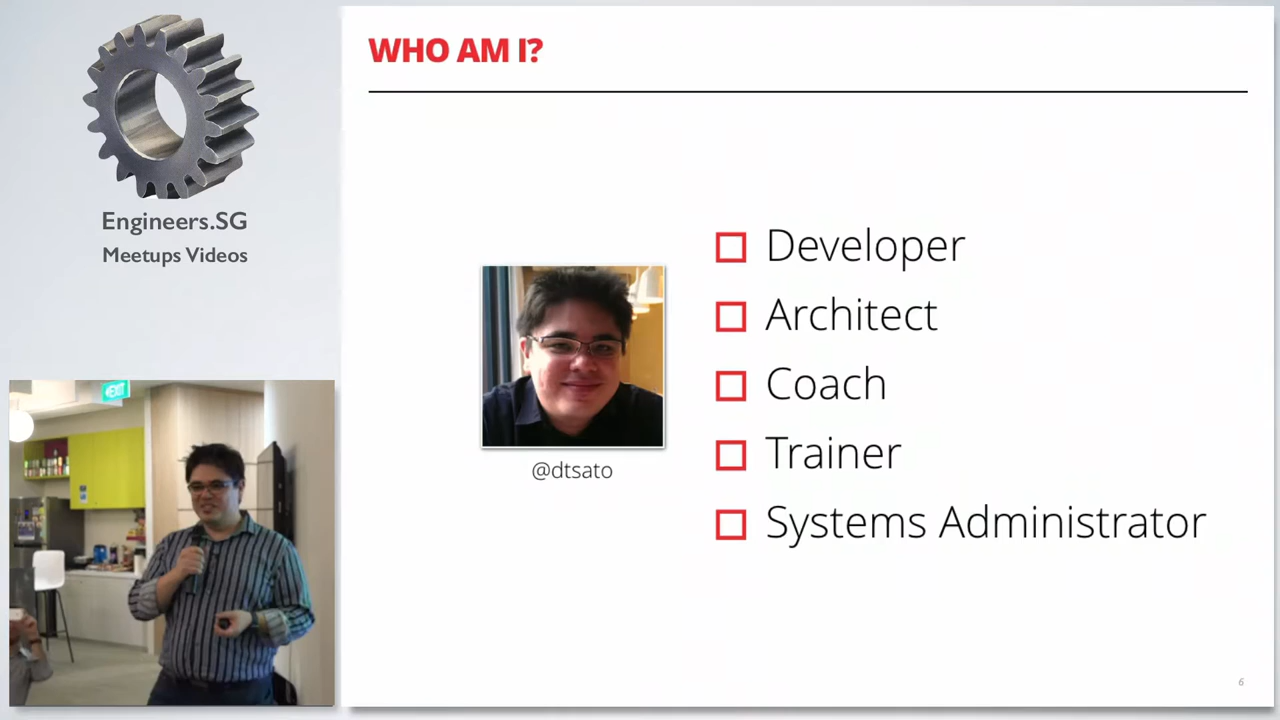 Engineers.SG
Meetups Videos
EXIT
WHO AM I?
@dtsato
Developer
Architect
Coach
Trainer
Systems Administrator
6